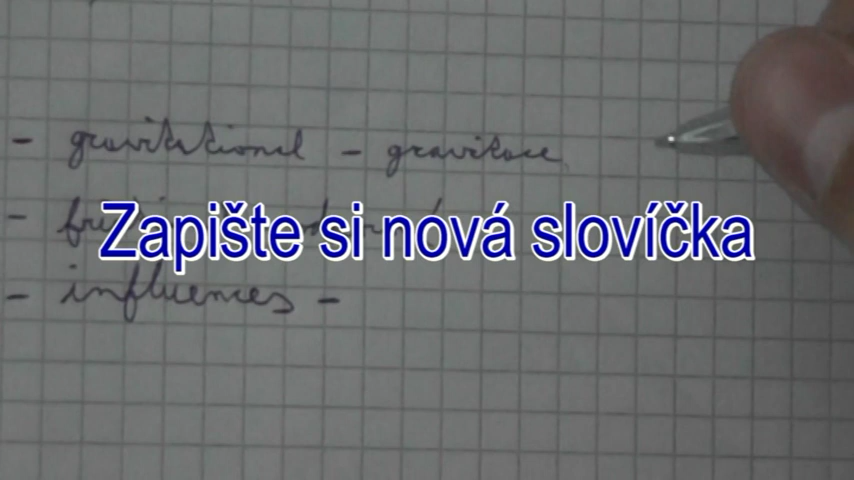 - gravitational - gravitace
Zapište si nová slovíčka
- influences -